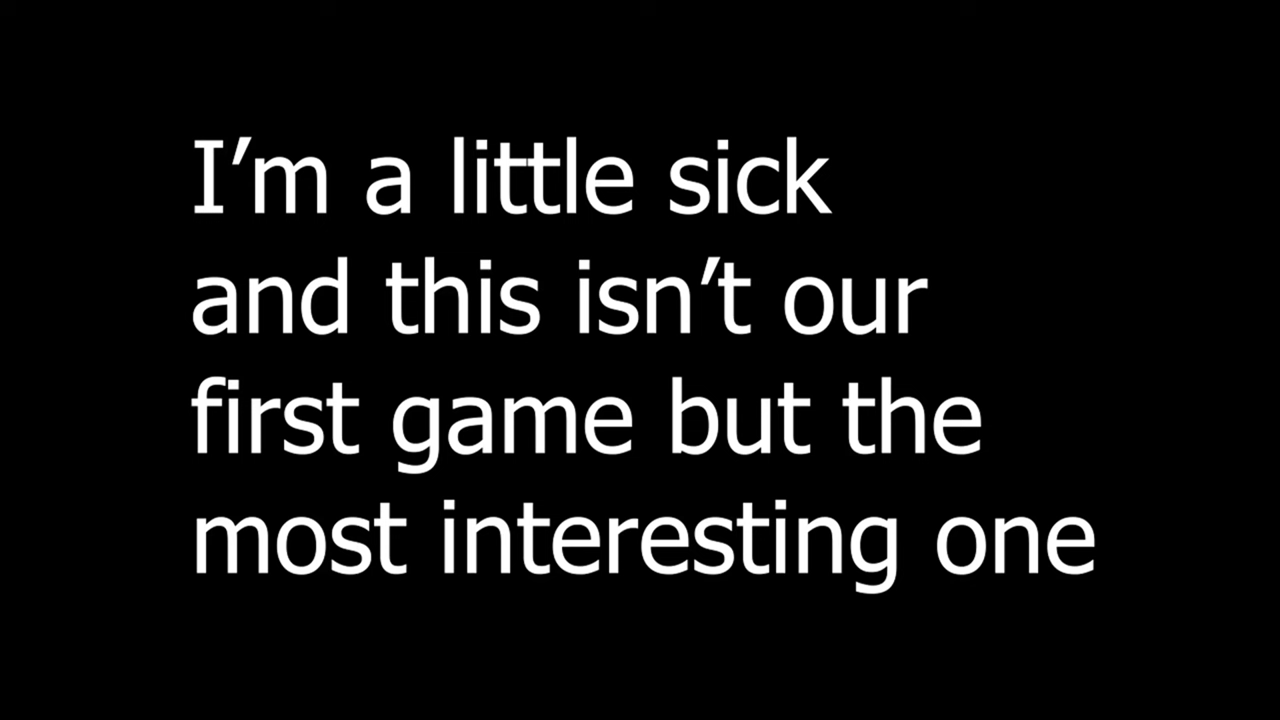 I’m a little sick
and this isn’t our
first game but the
most interesting one